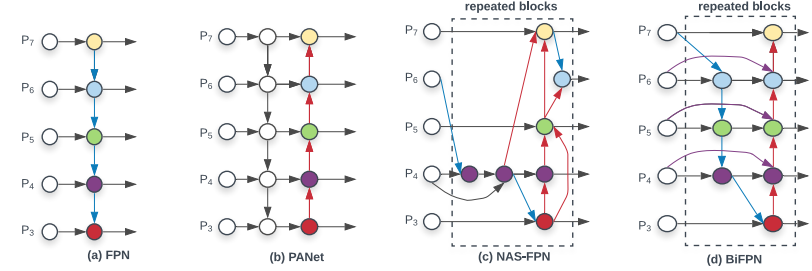 repeated blocks
repeated blocks
P7
P6
P5
P4
P3
(a) FPN
P7
P6
P5
P4
P3
(b) PANet
P7
P6
P5
P4
P3
(c) NAS-FPN
P7
P6
P5
P4
P3
(d) BiFPN